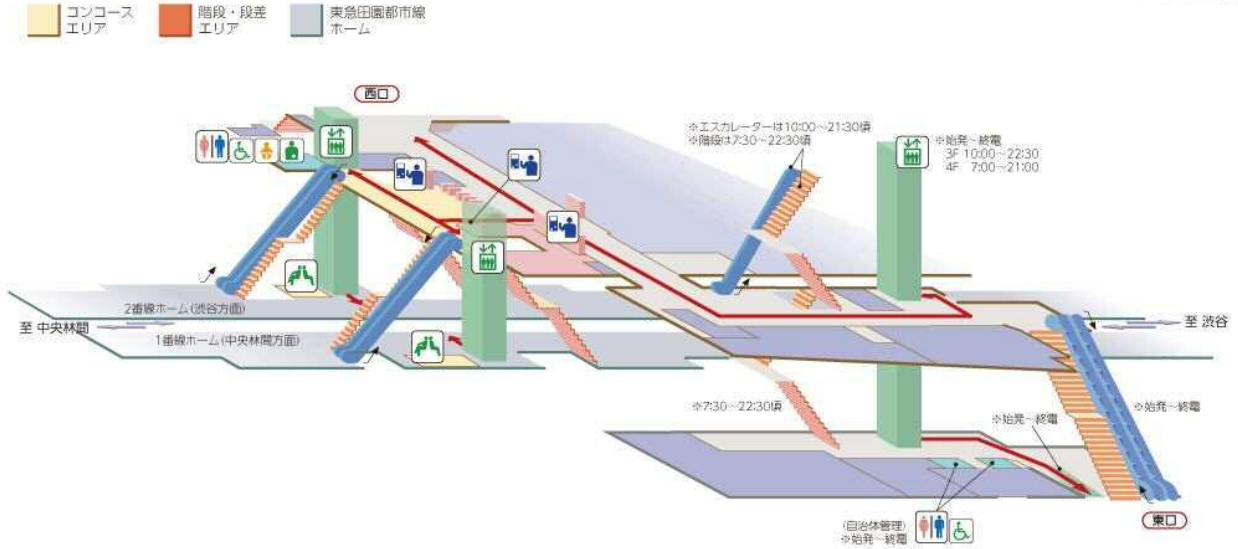 コンコース
エリア
階段・段差
エリア
東急田園都市線
ホーム
西口
※エスカレーターは10:00～21:30頃
※階段は7:30～22:30頃
※始発～終電
3F 10:00～22:30
4F 7:00～21:00
2番線ホーム(渋谷方面)
至 中央林間
1番線ホーム(中央林間方面)
至 渋谷
※7:30～22:30頃
※始発～終電
※始発～終電
(自治体管理)
※始発～終電
東口